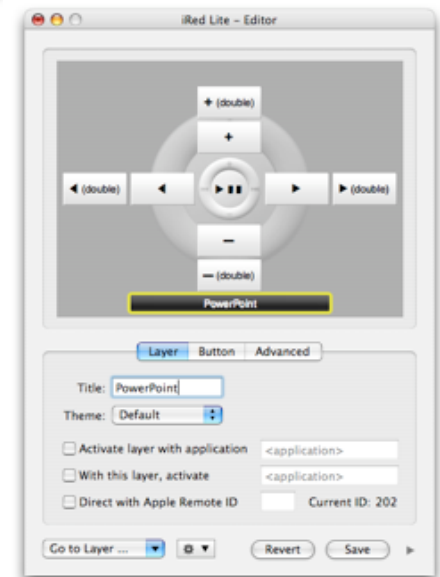 iRed Lite – Editor
+ (double)
+
◀ (double) ◀ ▶ ▮▮ ▶ ▶ (double)
–
– (double)
PowerPoint
Layer Button Advanced
Title: PowerPoint
Theme: Default
Activate layer with application <application>
With this layer, activate <application>
Direct with Apple Remote ID Current ID: 202
Go to Layer ... Revert Save